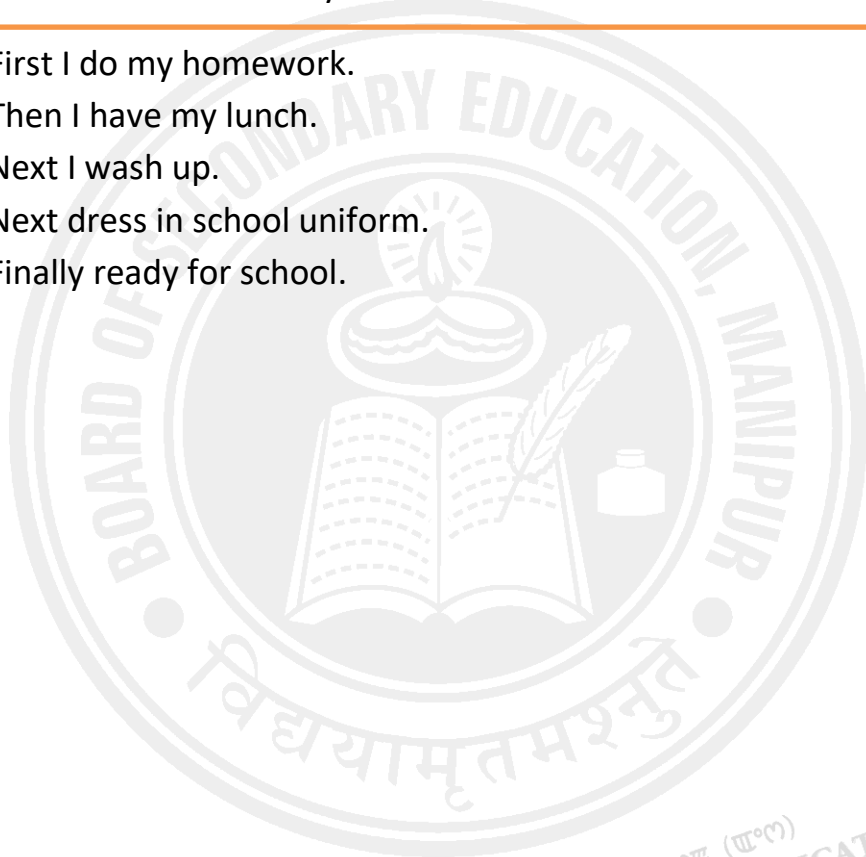 First I do my homework.
Then I have my lunch.
Next I wash up.
Next dress in school uniform.
Finally ready for school.
BOARD OF SECONDARY EDUCATION, MANIPUR
विद्ययामृतमश्नुते